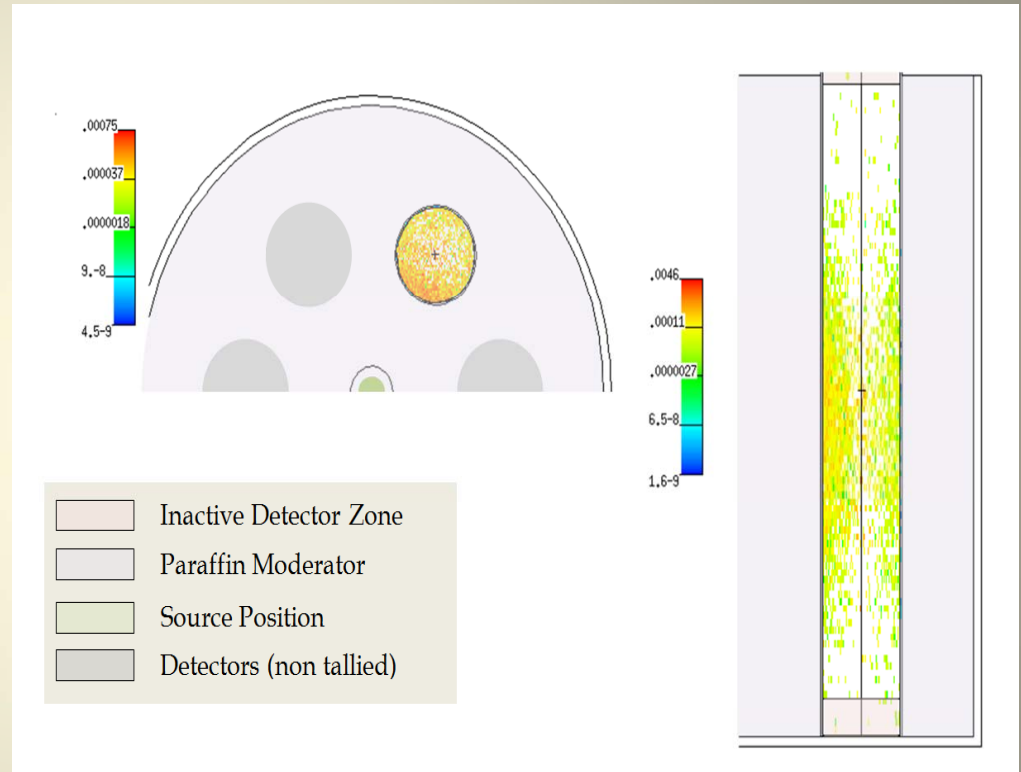 .00075
.000037
.0000018
9.-8
4.5-9
.0046
.00011
.0000027
6.5-8
1.6-9
Inactive Detector Zone
Paraffin Moderator
Source Position
Detectors (non tallied)